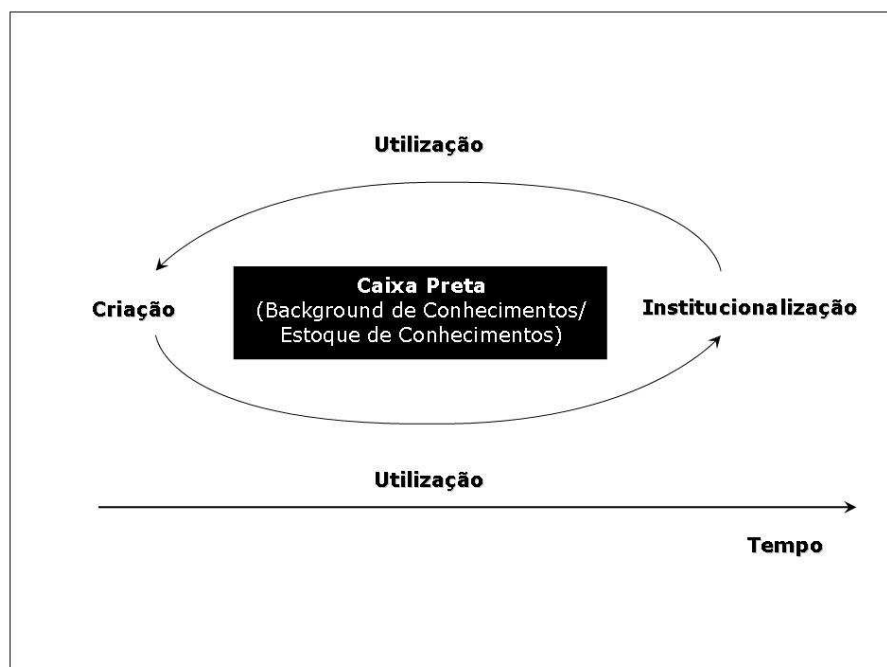 Utilização
Caixa Preta
(Background de Conhecimentos/
Estoque de Conhecimentos)
Criação
Institucionalização
Utilização
Tempo